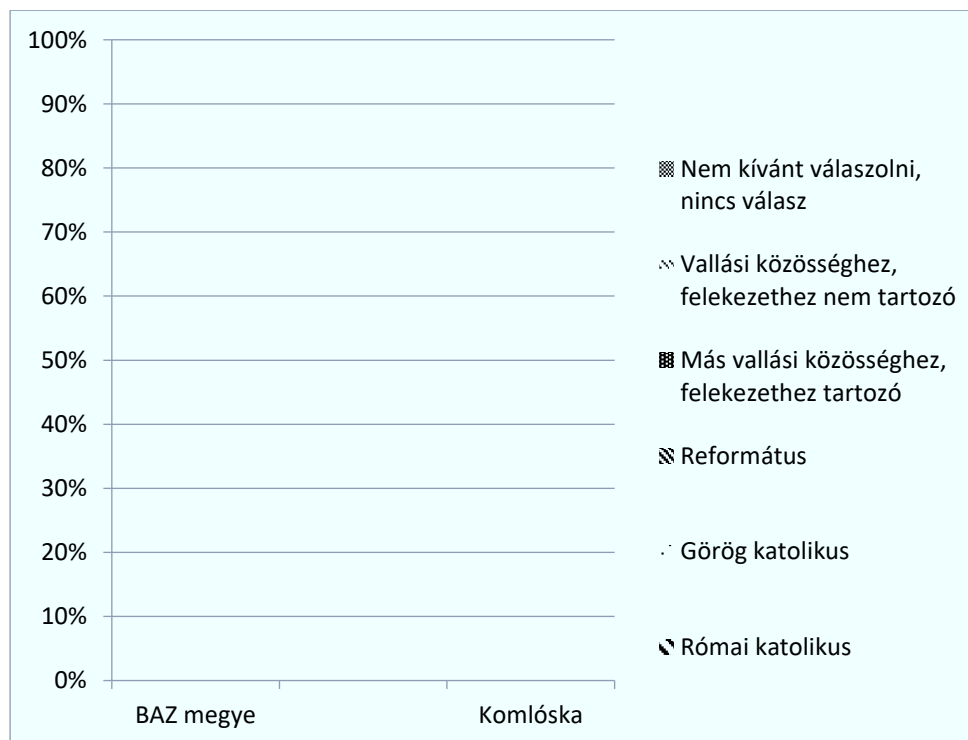 100%
90%
80%
70%
60%
50%
40%
30%
20%
10%
0%
BAZ megye
Komlóska
Nem kívánt válaszolni,
nincs válasz
Vallási közösséghez,
felekezethez nem tartozó
Más vallási közösséghez,
felekezethez tartozó
Református
Görög katolikus
Római katolikus